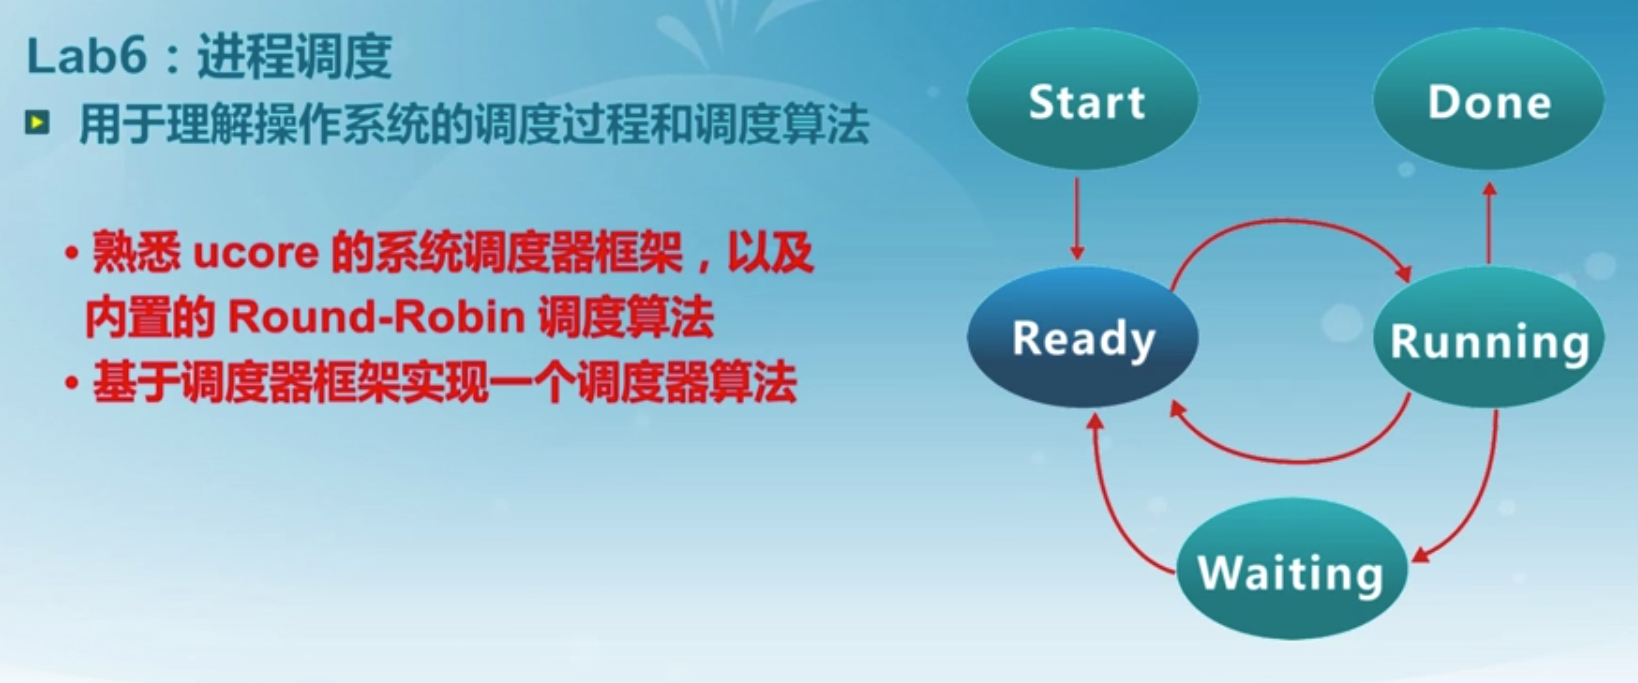 Lab6：进程调度
用于理解操作系统的调度过程和调度算法
• 熟悉 ucore 的系统调度器框架，以及
内置的 Round-Robin 调度算法
• 基于调度器框架实现一个调度器算法
Start
Done
Ready
Running
Waiting